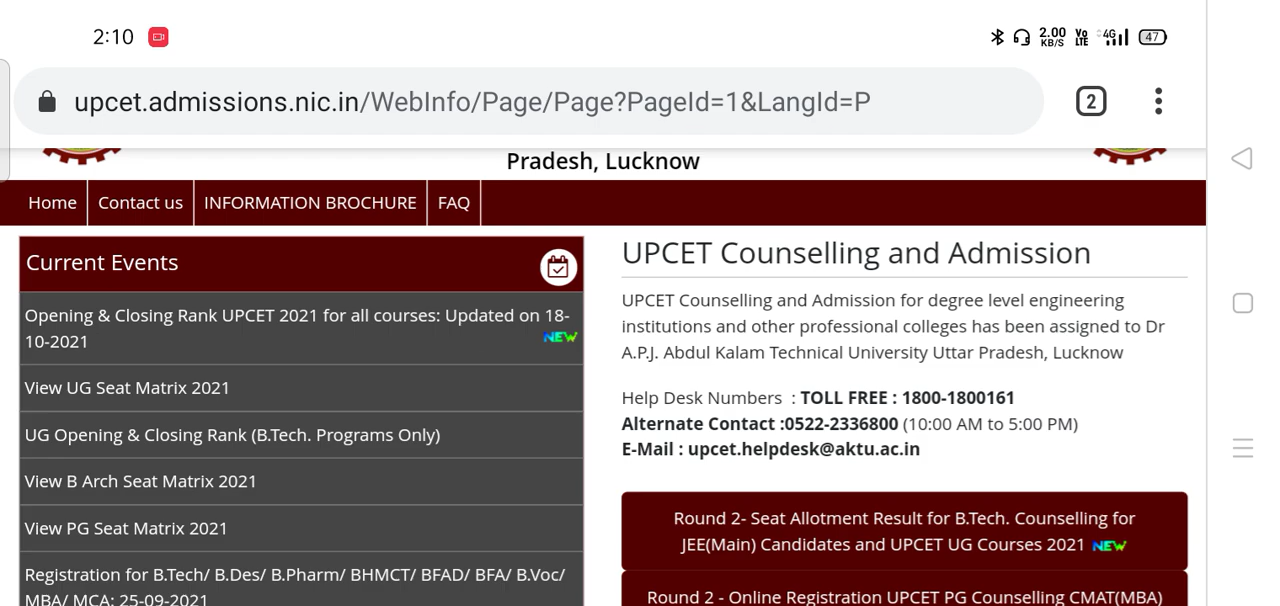 2:10
2.00
KB/S
Vo
LTE
4G
47
upcet.admissions.nic.in/WebInfo/Page/Page?PageId=1&LangId=P
2
Pradesh, Lucknow
Home
Contact us
INFORMATION BROCHURE
FAQ
Current Events
Opening & Closing Rank UPCET 2021 for all courses: Updated on 18-
10-2021
NEW
View UG Seat Matrix 2021
UG Opening & Closing Rank (B.Tech. Programs Only)
View B Arch Seat Matrix 2021
View PG Seat Matrix 2021
Registration for B.Tech/ B.Des/ B.Pharm/ BHMCT/ BFAD/ BFA/ B.Voc/
MBA/ MCA: 25-09-2021
UPCET Counselling and Admission
UPCET Counselling and Admission for degree level engineering
institutions and other professional colleges has been assigned to Dr
A.P.J. Abdul Kalam Technical University Uttar Pradesh, Lucknow
Help Desk Numbers : TOLL FREE : 1800-1800161
Alternate Contact :0522-2336800 (10:00 AM to 5:00 PM)
E-Mail : upcet.helpdesk@aktu.ac.in
Round 2- Seat Allotment Result for B.Tech. Counselling for
JEE(Main) Candidates and UPCET UG Courses 2021 NEW
Round 2 - Online Registration UPCET PG Counselling CMAT(MBA)